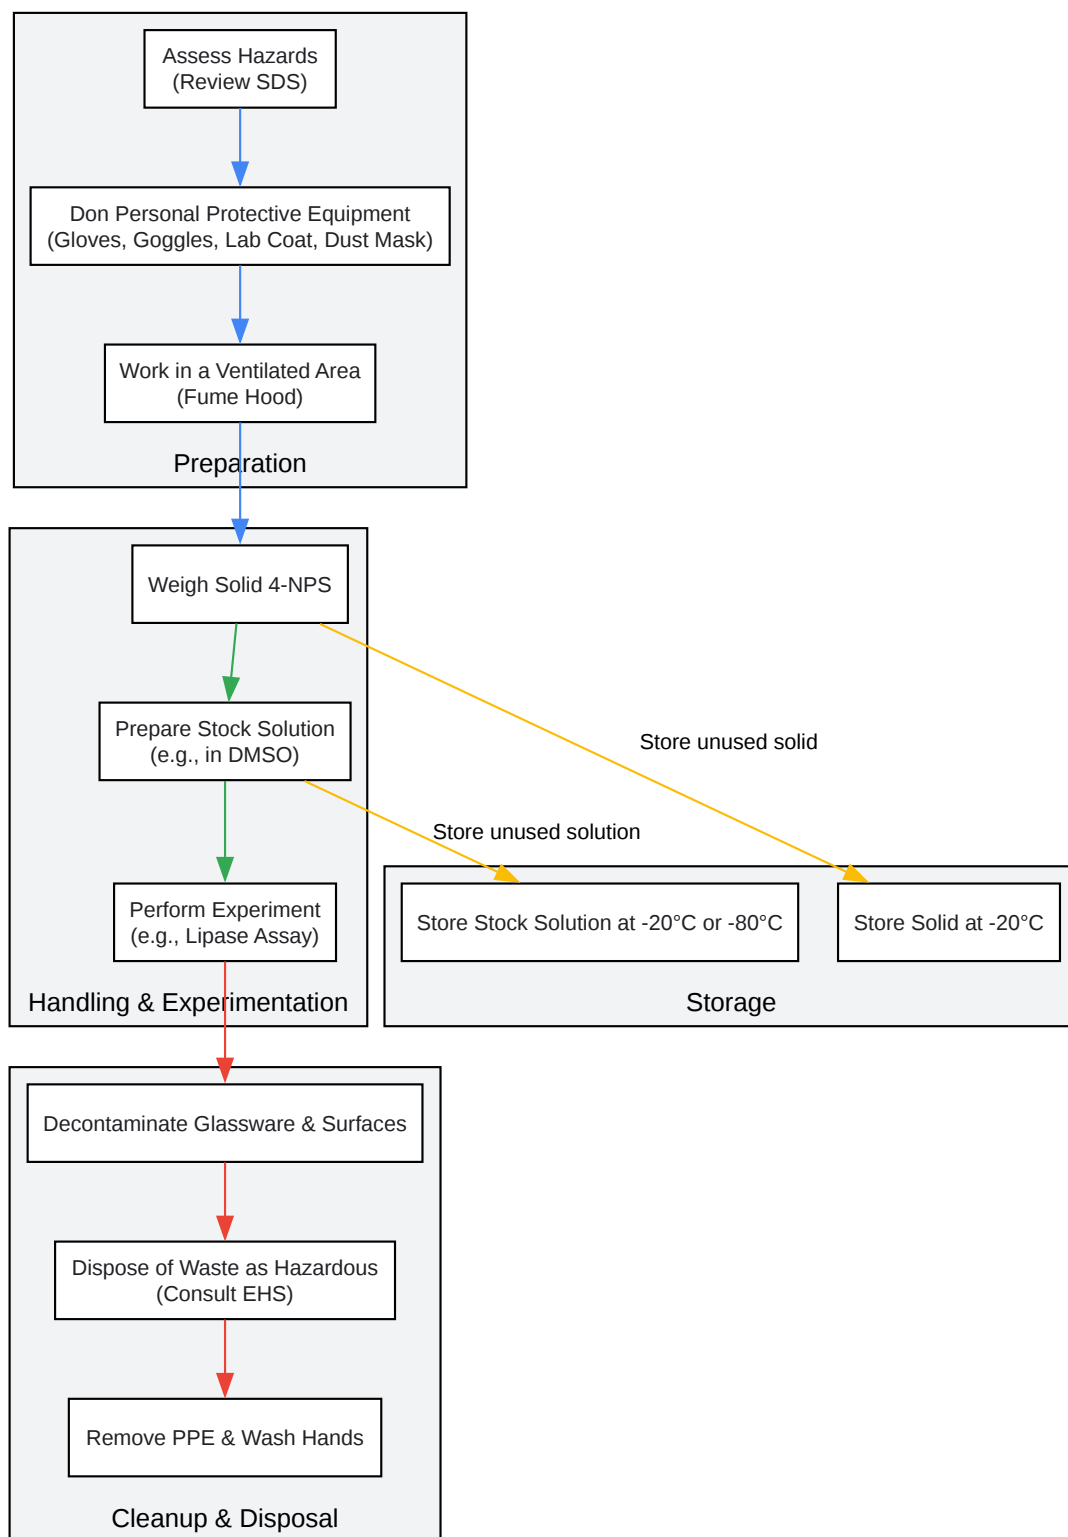 Assess Hazards
(Review SDS)
Don Personal Protective Equipment
(Gloves, Goggles, Lab Coat, Dust Mask)
Work in a Ventilated Area
(Fume Hood)
Preparation
Weigh Solid 4-NPS
Prepare Stock Solution
(e.g., in DMSO)
Store unused solid
Store unused solution
Perform Experiment
(e.g., Lipase Assay)
Handling & Experimentation
Store Stock Solution at -20°C or -80°C
Store Solid at -20°C
Storage
Decontaminate Glassware & Surfaces
Dispose of Waste as Hazardous
(Consult EHS)
Remove PPE & Wash Hands
Cleanup & Disposal